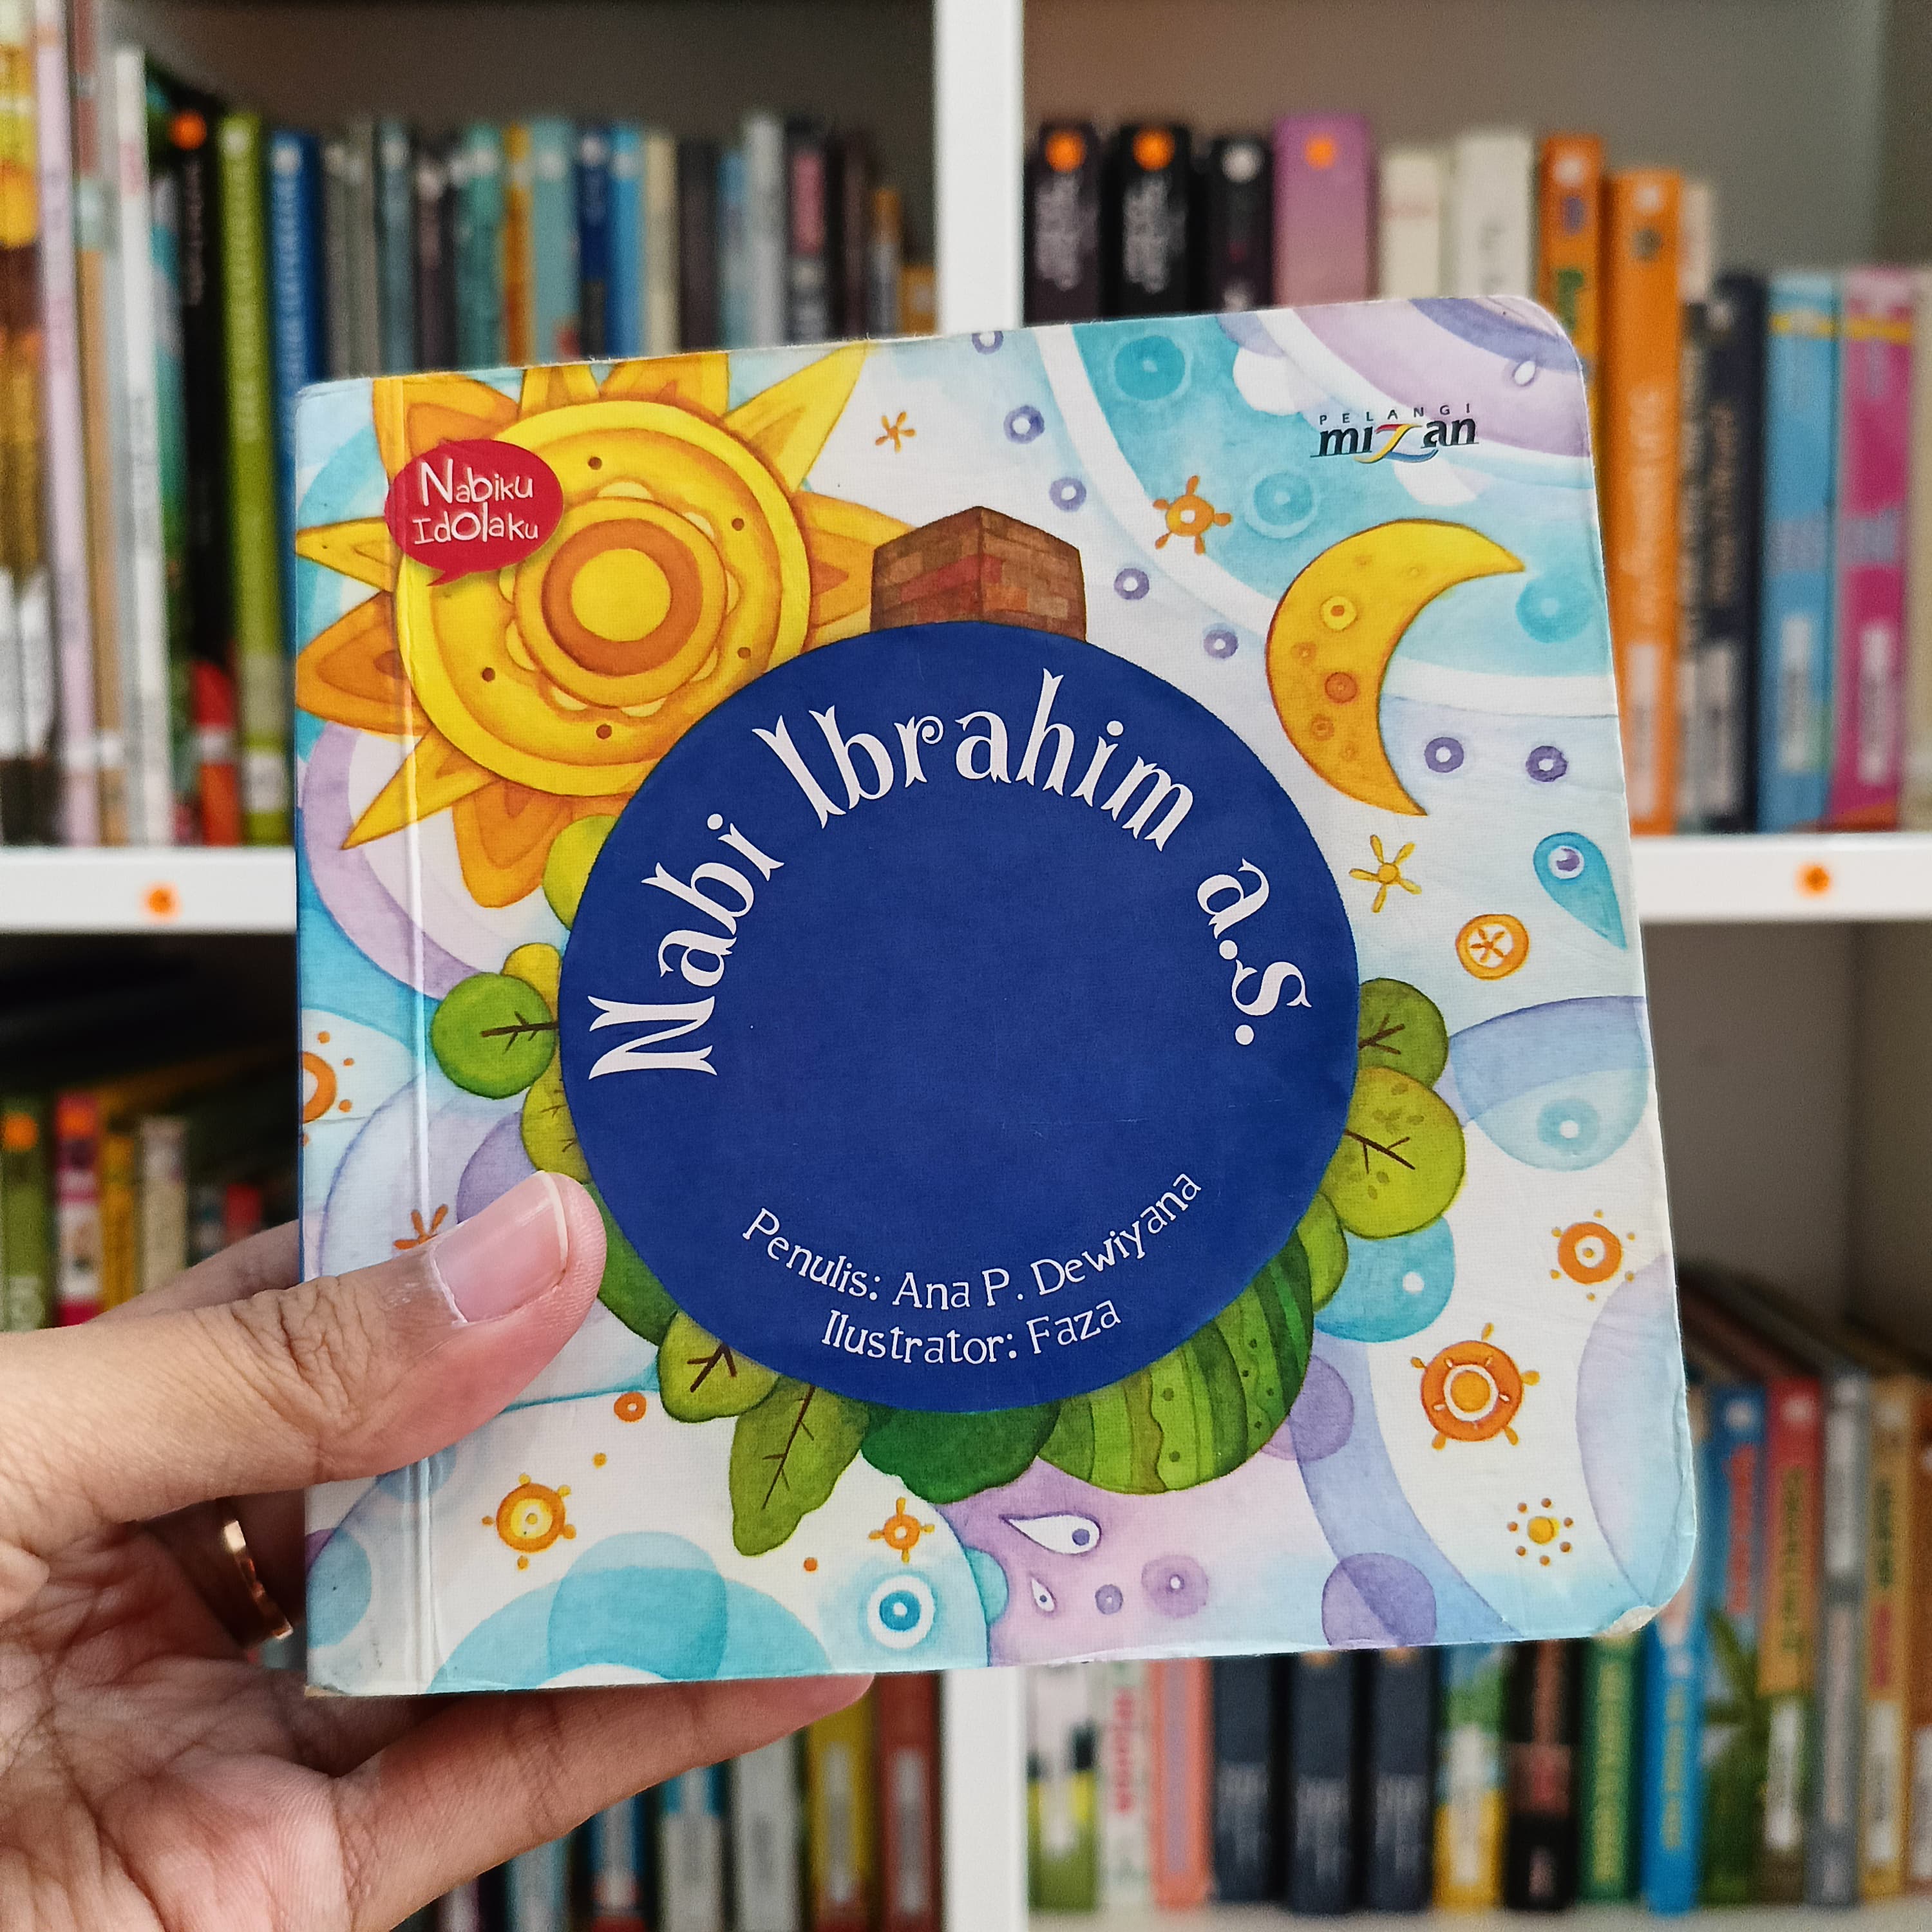 Nabiku
Idolaku
PELANGI
mizan
Nabi Ibrahim a.s.
Penulis: Ana P. Dewiyana
Ilustrator: Faza